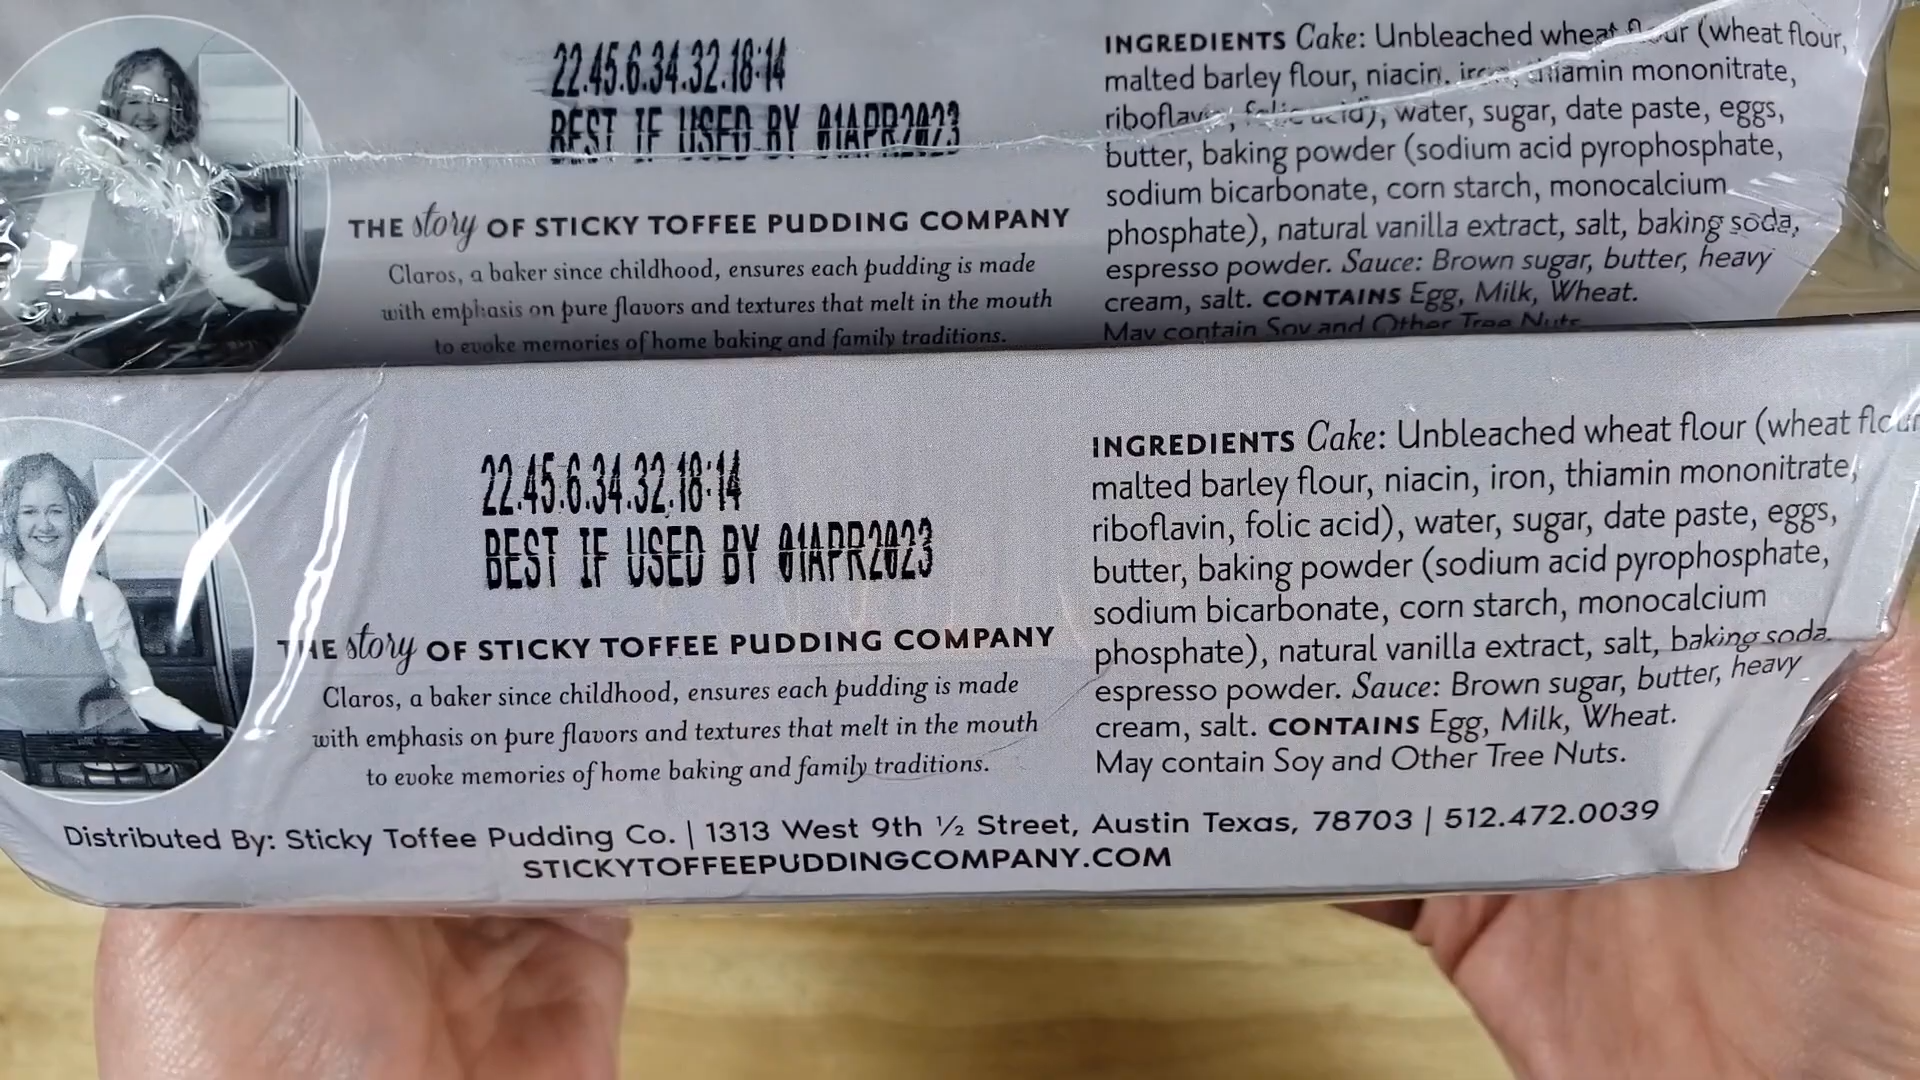 22.45.6.34.32.18:14
BEST IF USED BY 01APR2023
THE story OF STICKY TOFFEE PUDDING COMPANY
Claros, a baker since childhood, ensures each pudding is made
with emphasis on pure flavors and textures that melt in the mouth
to evoke memories of home baking and family traditions.
INGREDIENTS Cake: Unbleached wheat flour (wheat flour,
malted barley flour, niacin, iron, thiamin mononitrate,
riboflavin, folic acid), water, sugar, date paste, eggs,
butter, baking powder (sodium acid pyrophosphate,
sodium bicarbonate, corn starch, monocalcium
phosphate), natural vanilla extract, salt, baking soda,
espresso powder. Sauce: Brown sugar, butter, heavy
cream, salt. CONTAINS Egg, Milk, Wheat.
May contain Soy and Other Tree Nuts.
22.45.6.34.32.18:14
BEST IF USED BY 01APR2023
THE story OF STICKY TOFFEE PUDDING COMPANY
Claros, a baker since childhood, ensures each pudding is made
with emphasis on pure flavors and textures that melt in the mouth
to evoke memories of home baking and family traditions.
INGREDIENTS Cake: Unbleached wheat flour (wheat flour
malted barley flour, niacin, iron, thiamin mononitrate,
riboflavin, folic acid), water, sugar, date paste, eggs,
butter, baking powder (sodium acid pyrophosphate,
sodium bicarbonate, corn starch, monocalcium
phosphate), natural vanilla extract, salt, baking soda
espresso powder. Sauce: Brown sugar, butter, heavy
cream, salt. CONTAINS Egg, Milk, Wheat.
May contain Soy and Other Tree Nuts.
Distributed By: Sticky Toffee Pudding Co. | 1313 West 9th ½ Street, Austin Texas, 78703 | 512.472.0039
STICKYTOFFEEPUDDINGCOMPANY.COM